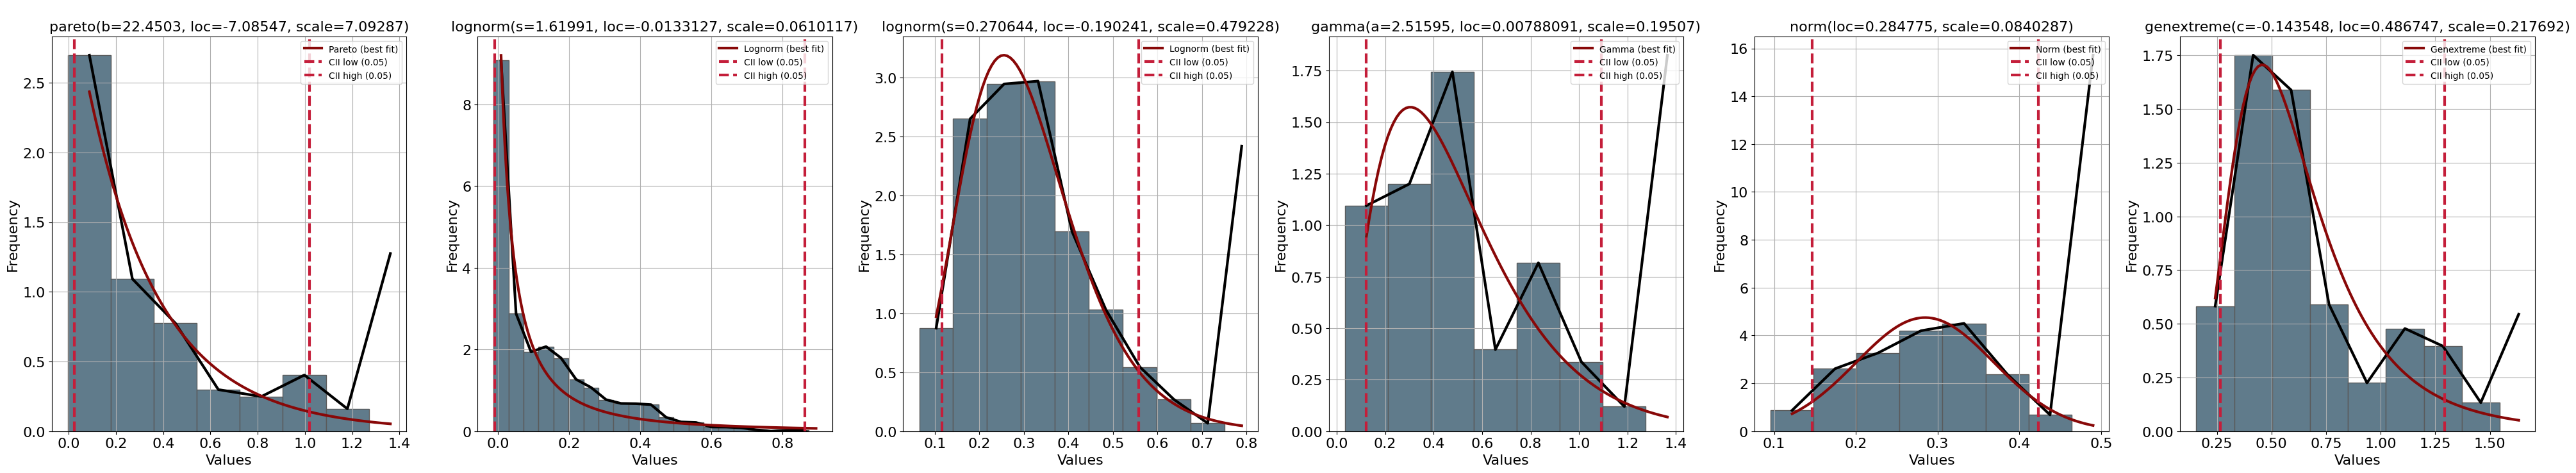 pareto(b=22.4503, loc=-7.08547, scale=7.09287)
Pareto (best fit)
CII low (0.05)
CII high (0.05)
2.5
2.0
1.5
1.0
0.5
0.0
Frequency
0.0 0.2 0.4 0.6 0.8 1.0 1.2 1.4
Values
lognorm(s=1.61991, loc=-0.0133127, scale=0.0610117)
Lognorm (best fit)
CII low (0.05)
CII high (0.05)
8
6
4
2
0
Frequency
0.0 0.2 0.4 0.6 0.8
Values
lognorm(s=0.270644, loc=-0.190241, scale=0.479228)
Lognorm (best fit)
CII low (0.05)
CII high (0.05)
3.0
2.5
2.0
1.5
1.0
0.5
0.0
Frequency
0.1 0.2 0.3 0.4 0.5 0.6 0.7 0.8
Values
gamma(a=2.51595, loc=0.00788091, scale=0.19507)
Gamma (best fit)
CII low (0.05)
CII high (0.05)
1.75
1.50
1.25
1.00
0.75
0.50
0.25
0.00
Frequency
0.0 0.2 0.4 0.6 0.8 1.0 1.2 1.4
Values
norm(loc=0.284775, scale=0.0840287)
Norm (best fit)
CII low (0.05)
CII high (0.05)
16
14
12
10
8
6
4
2
0
Frequency
0.1 0.2 0.3 0.4 0.5
Values
genextreme(c=-0.143548, loc=0.486747, scale=0.217692)
Genextreme (best fit)
CII low (0.05)
CII high (0.05)
1.75
1.50
1.25
1.00
0.75
0.50
0.25
0.00
Frequency
0.25 0.50 0.75 1.00 1.25 1.50
Values